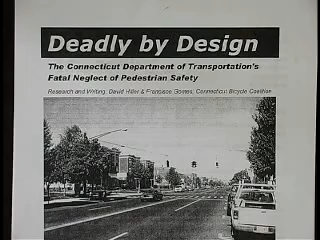 Deadly by Design
The Connecticut Department of Transportation's
Fatal Neglect of Pedestrian Safety
Research and Writing: David Hiller & Francisco Gomes, Connecticut Bicycle Coalition